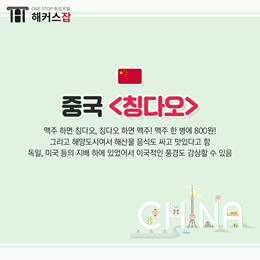 ONE-STOP 취업포털
해커스잡
중국 <칭다오>
맥주 하면 칭다오, 칭다오 하면 맥주! 맥주 한 병에 800원!
그리고 해양도시여서 해산물 음식도 싸고 맛있다고 함
독일, 미국 등의 지배 하에 있었어서 이국적인 풍경도 감상할 수 있음
CHINA